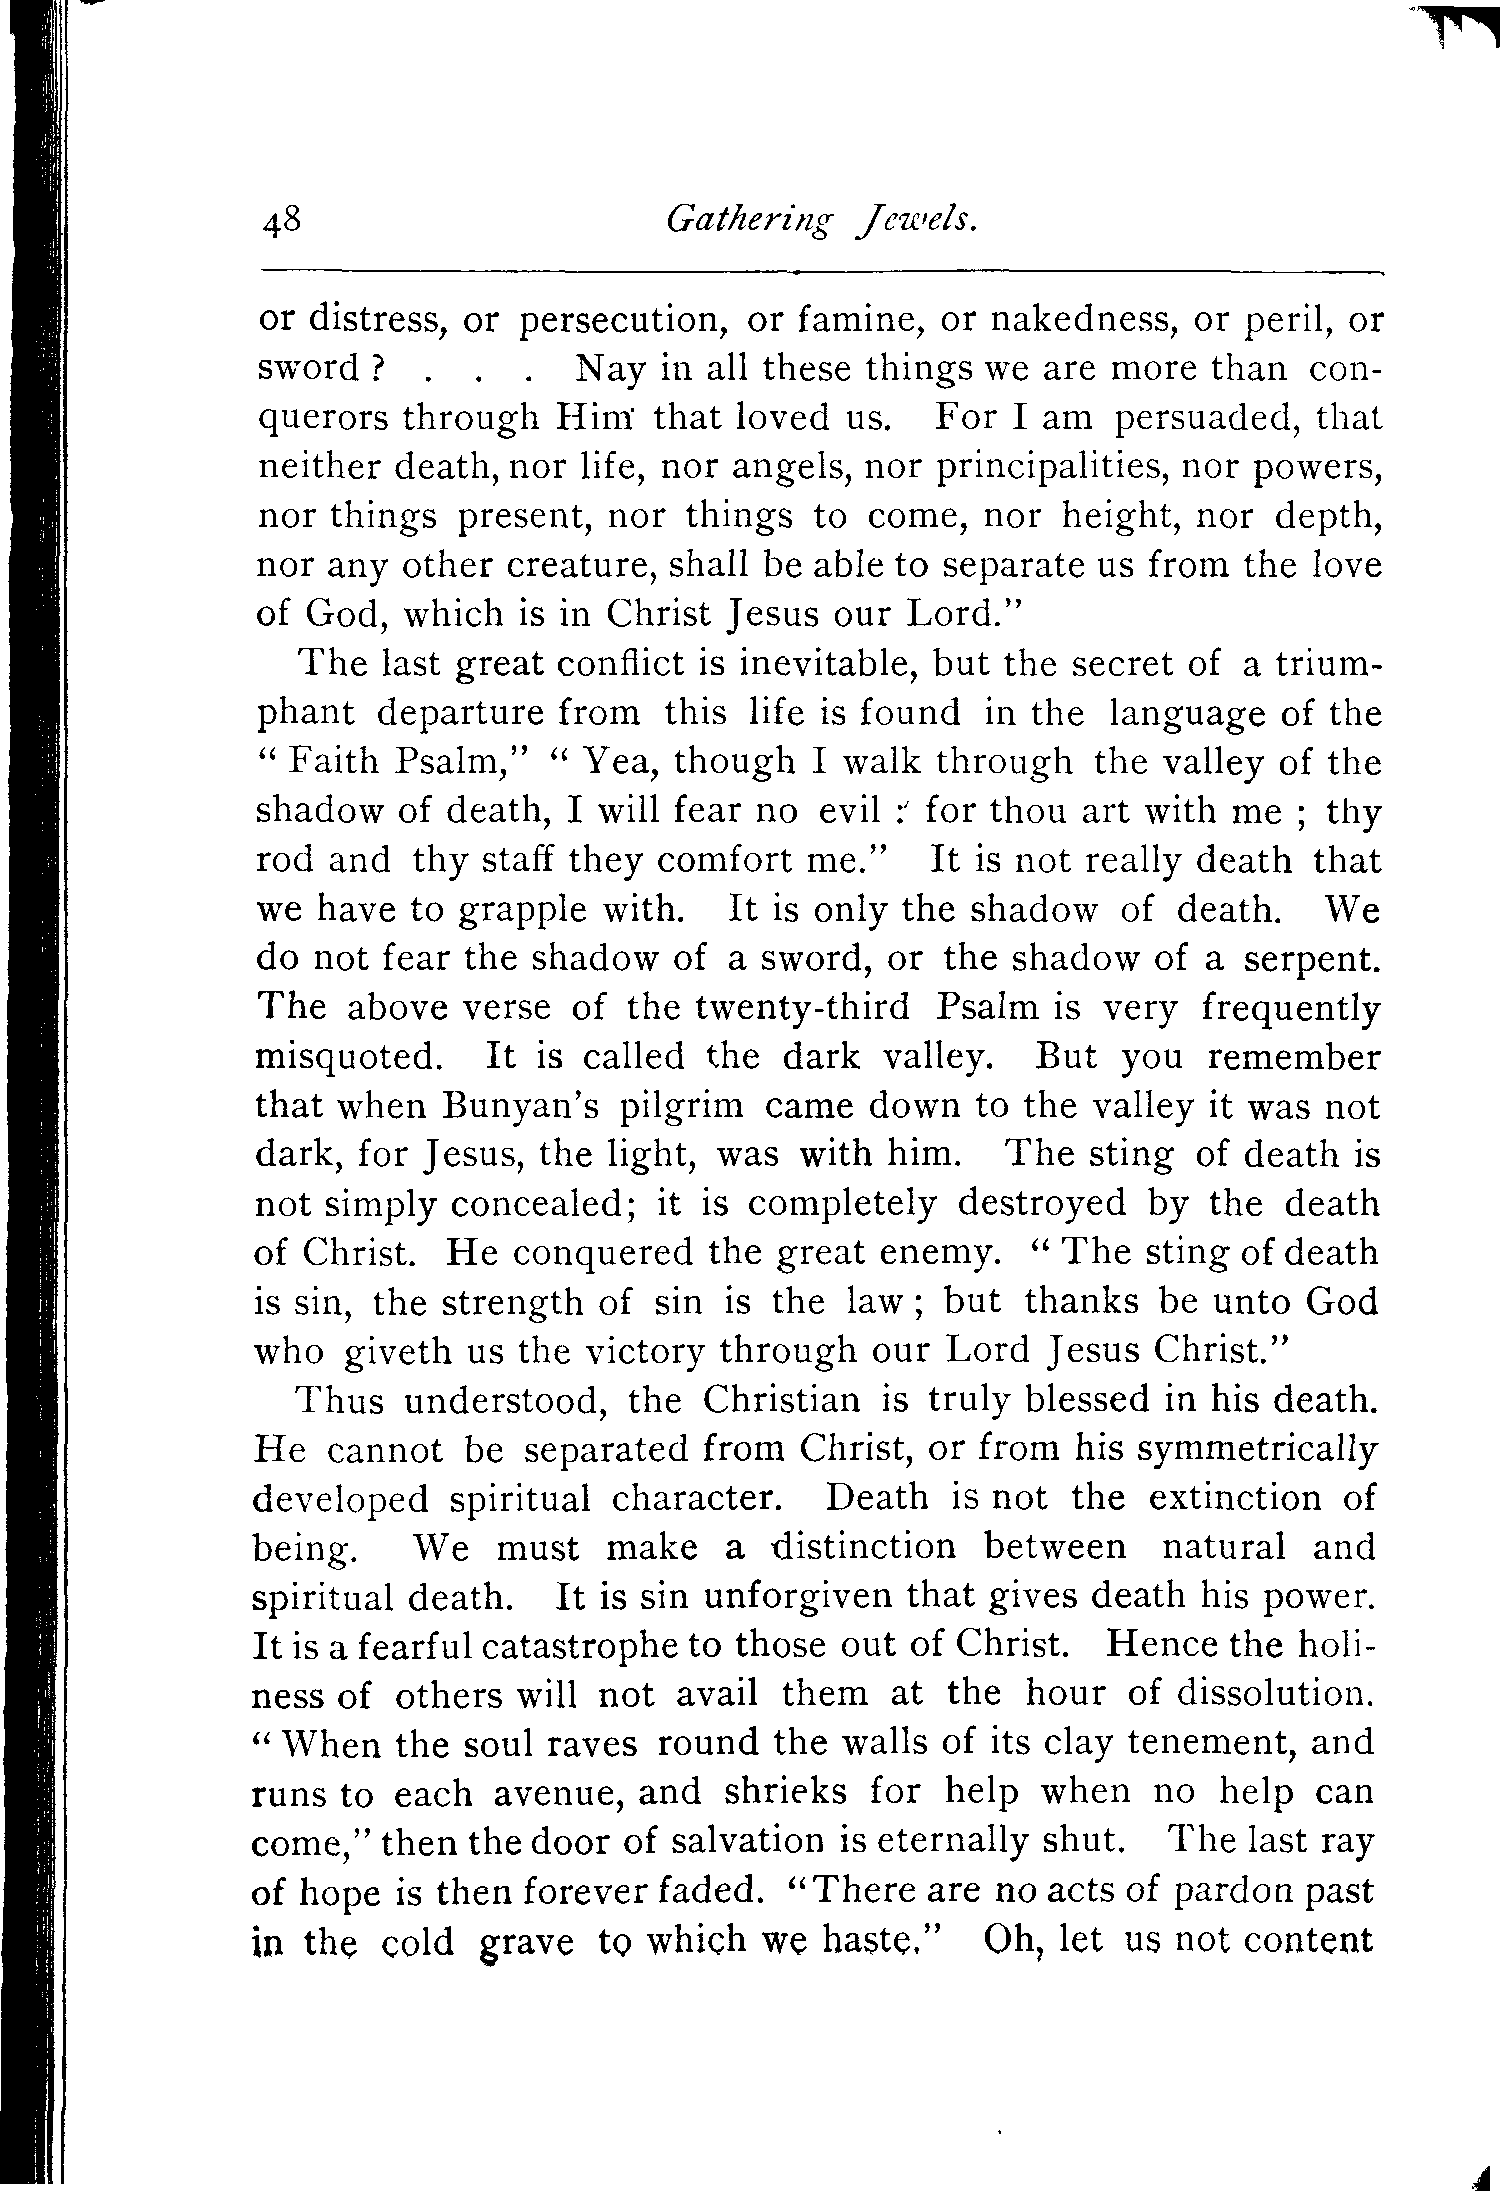 48 Gathering Jewels.
or distress, or persecution, or famine, or nakedness, or peril, or
sword ? . . . Nay in all these things we are more than con-
querors through Him that loved us. For I am persuaded, that
neither death, nor life, nor angels, nor principalities, nor powers,
nor things present, nor things to come, nor height, nor depth,
nor any other creature, shall be able to separate us from the love
of God, which is in Christ Jesus our Lord."
The last great conflict is inevitable, but the secret of a trium-
phant departure from this life is found in the language of the
" Faith Psalm," " Yea, though I walk through the valley of the
shadow of death, I will fear no evil : for thou art with me ; thy
rod and thy staff they comfort me." It is not really death that
we have to grapple with. It is only the shadow of death. We
do not fear the shadow of a sword, or the shadow of a serpent.
The above verse of the twenty-third Psalm is very frequently
misquoted. It is called the dark valley. But you remember
that when Bunyan's pilgrim came down to the valley it was not
dark, for Jesus, the light, was with him. The sting of death is
not simply concealed; it is completely destroyed by the death
of Christ. He conquered the great enemy. " The sting of death
is sin, the strength of sin is the law ; but thanks be unto God
who giveth us the victory through our Lord Jesus Christ."
Thus understood, the Christian is truly blessed in his death.
He cannot be separated from Christ, or from his symmetrically
developed spiritual character. Death is not the extinction of
being. We must make a distinction between natural and
spiritual death. It is sin unforgiven that gives death his power.
It is a fearful catastrophe to those out of Christ. Hence the holi-
ness of others will not avail them at the hour of dissolution.
" When the soul raves round the walls of its clay tenement, and
runs to each avenue, and shrieks for help when no help can
come," then the door of salvation is eternally shut. The last ray
of hope is then forever faded. "There are no acts of pardon past
in the cold grave to which we haste." Oh, let us not content